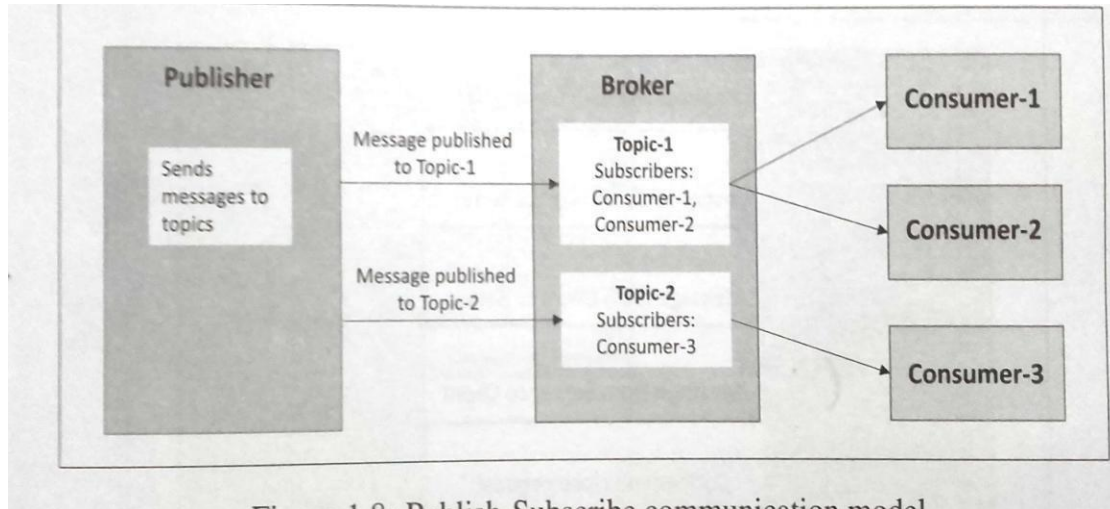 Publisher
Sends
messages to
topics
Message published
to Topic-1
Message published
to Topic-2
Broker
Topic-1
Subscribers:
Consumer-1,
Consumer-2
Topic-2
Subscribers:
Consumer-3
Consumer-1
Consumer-2
Consumer-3
Publish-Subscribe communication model